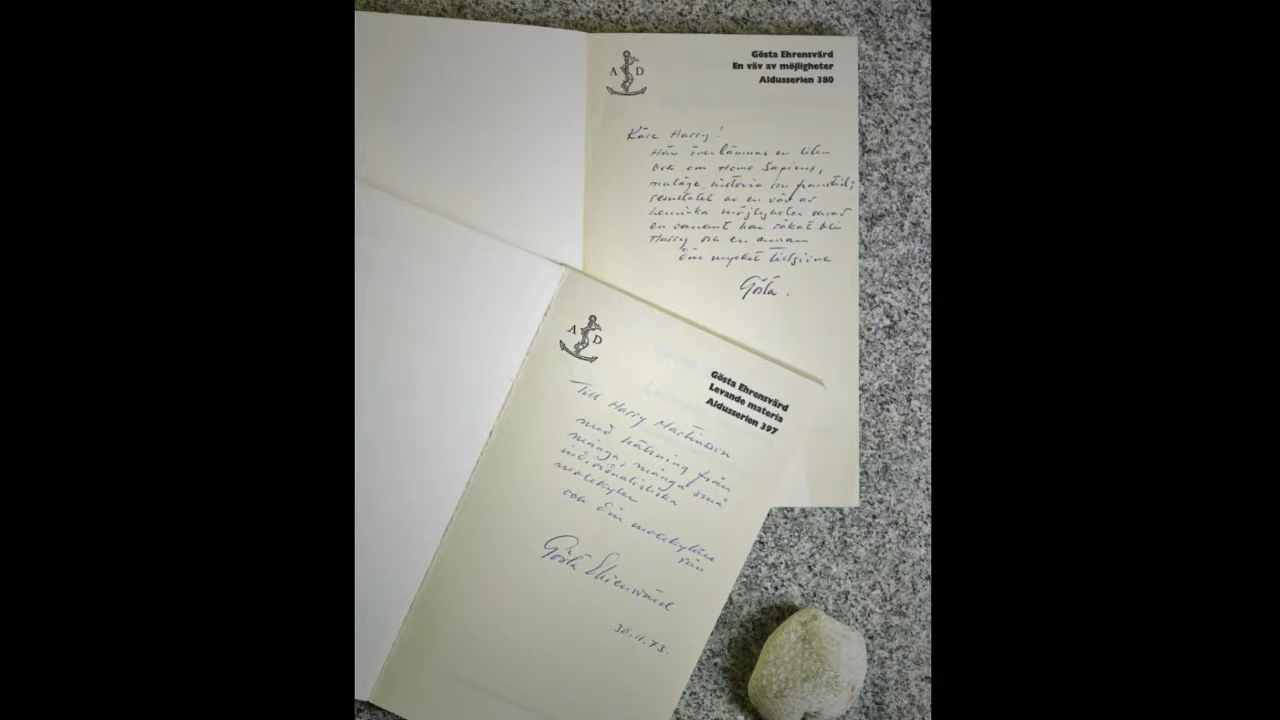 A D
Gösta Ehrensvärd
En väv av möjligheter
Aldusserien 380
Käre Harry!
Här överlämnas en liten
bok om Homo Sapiens,
nuläge, historia och framtid;
resultatet av en väv av
kemiska möjligheter
en variant har råkat bli
Harry och en annan
Din mycket tillgivne
Gösta.
A D
Gösta Ehrensvärd
Levande materia
Aldusserien 397
Till Harry Martinson
med hälsning från
många, många små
individualistiska
molekyler
och Din molekyläre
vän
Gösta Ehrensvärd
30.11.73.